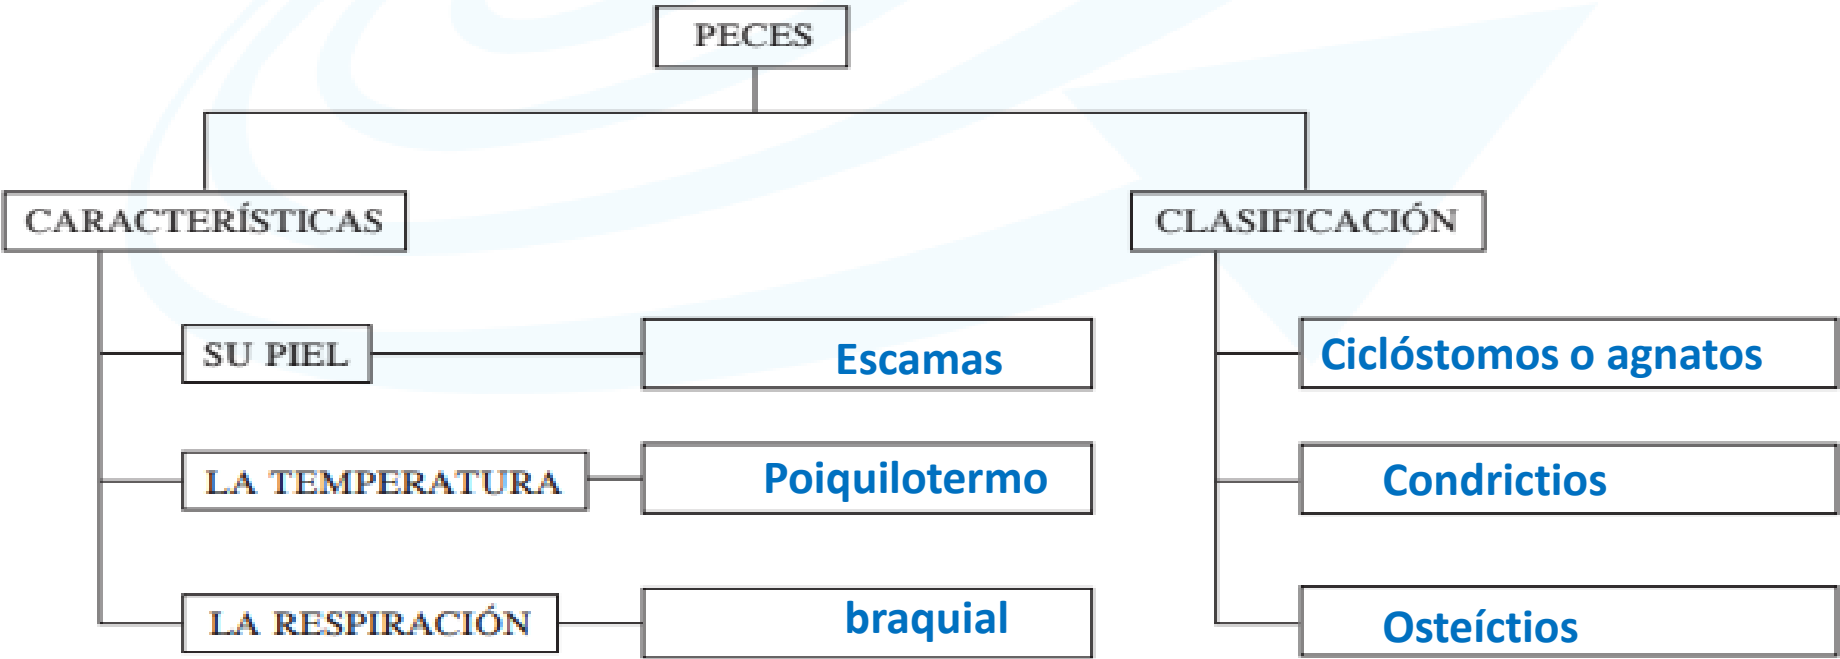 PECES
CARACTERÍSTICAS
CLASIFICACIÓN
SU PIEL
Escamas
Ciclóstomos o agnatos
LA TEMPERATURA
Poiquilotermo
Condrictios
LA RESPIRACIÓN
braquial
Osteíctios